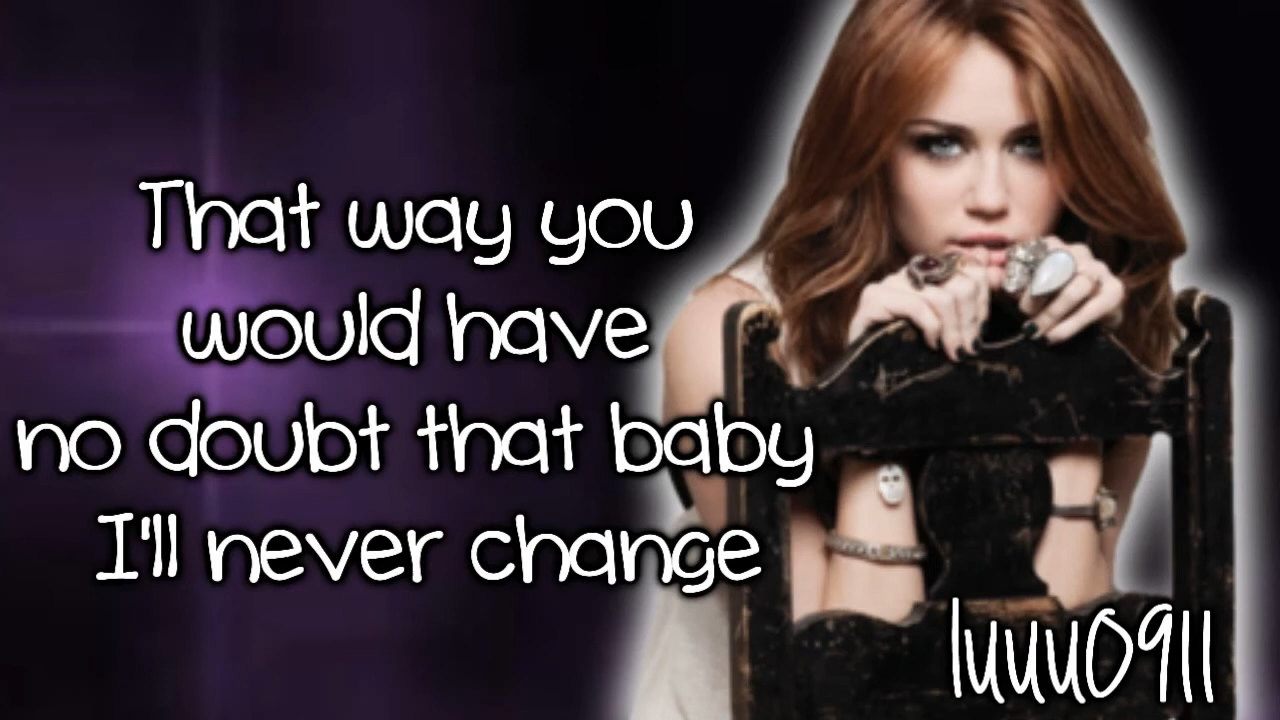 That way you
would have
no doubt that baby
I'll never change
luuu0911